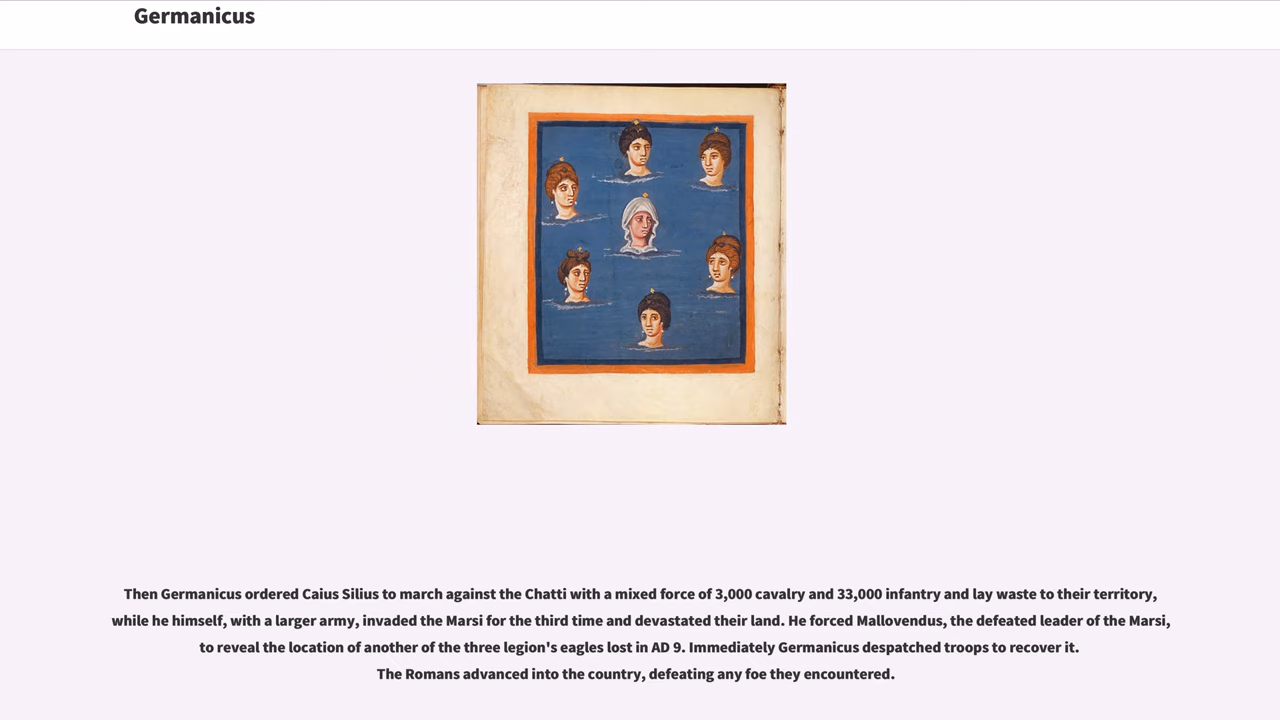 Germanicus
Then Germanicus ordered Caius Silius to march against the Chatti with a mixed force of 3,000 cavalry and 33,000 infantry and lay waste to their territory,
while he himself, with a larger army, invaded the Marsi for the third time and devastated their land. He forced Mallovendus, the defeated leader of the Marsi,
to reveal the location of another of the three legion's eagles lost in AD 9. Immediately Germanicus despatched troops to recover it.
The Romans advanced into the country, defeating any foe they encountered.